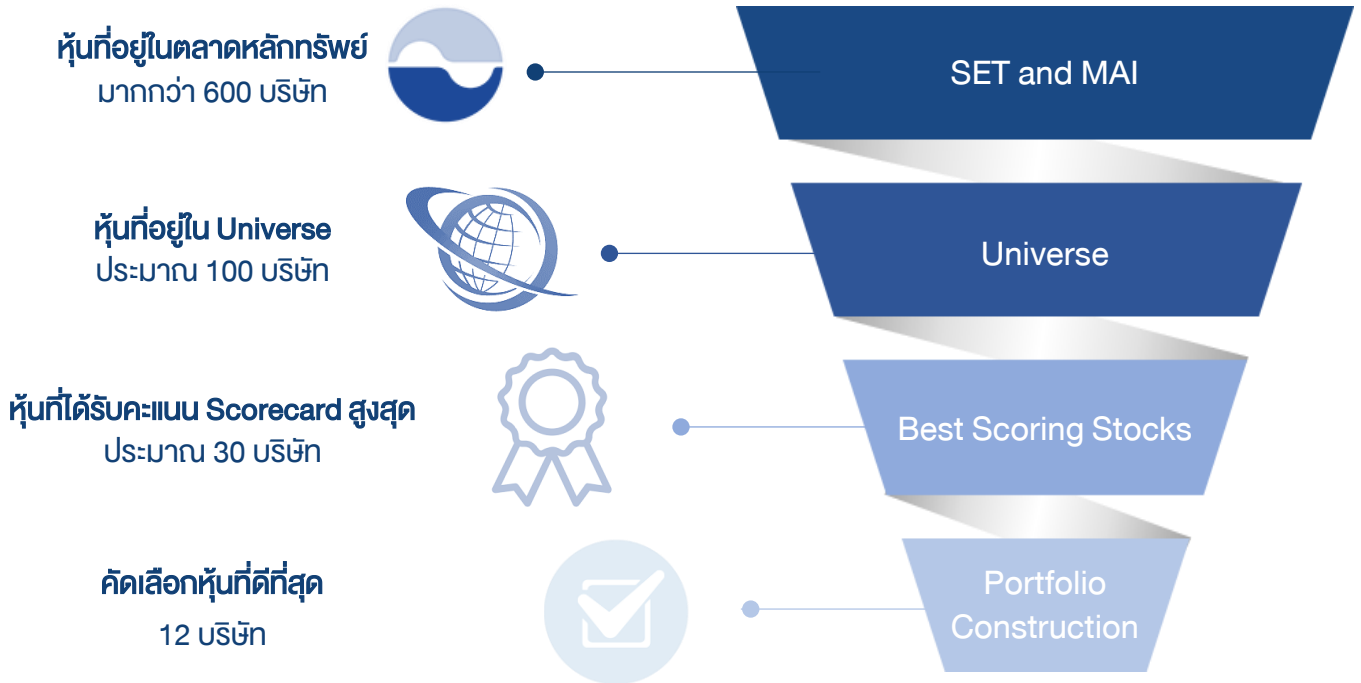 หุ้นที่อยู่ในตลาดหลักทรัพย์
มากกว่า 600 บริษัท
SET and MAI
หุ้นที่อยู่ใน Universe
ประมาณ 100 บริษัท
Universe
หุ้นที่ได้รับคะแนน Scorecard สูงสุด
ประมาณ 30 บริษัท
Best Scoring Stocks
คัดเลือกหุ้นที่ดีที่สุด
12 บริษัท
Portfolio
Construction